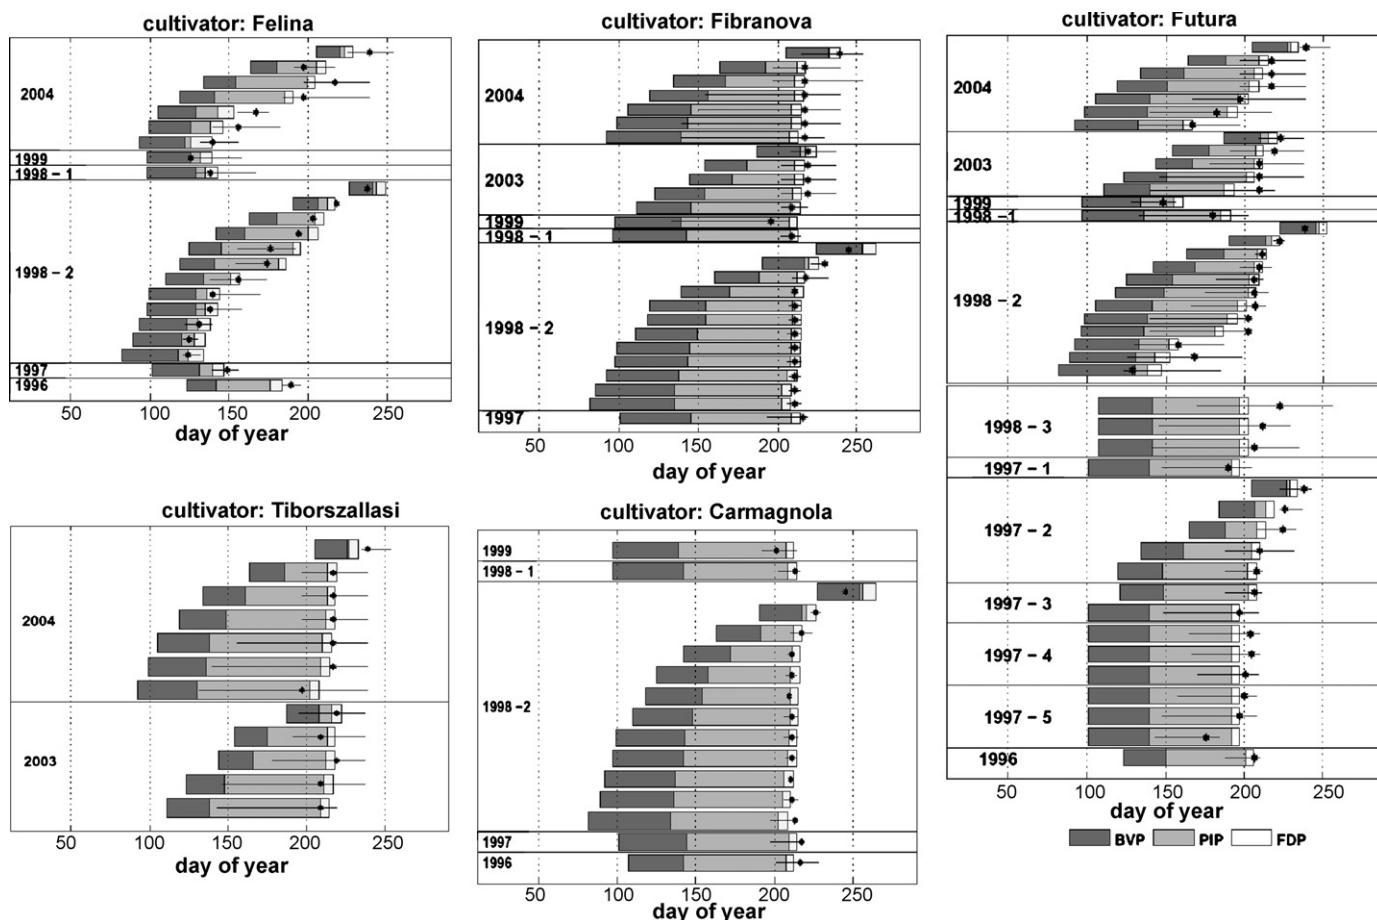 cultivator: Felina
2004
1999
1998 - 1
1998 - 2
1997
1996
50 100 150 200 250
day of year
cultivator: Fibranova
2004
2003
1999
1998 - 1
1998 - 2
1997
50 100 150 200 250
day of year
cultivator: Futura
2004
2003
1999
1998 - 1
1998 - 2
1998 - 3
1997 - 1
1997 - 2
1997 - 3
1997 - 4
1997 - 5
1996
50 100 150 200 250
day of year
BVP PIP FDP
cultivator: Tiborszallasi
2004
2003
50 100 150 200 250
day of year
cultivator: Carmagnola
1999
1998 - 1
1998 - 2
1997
1996
50 100 150 200 250
day of year